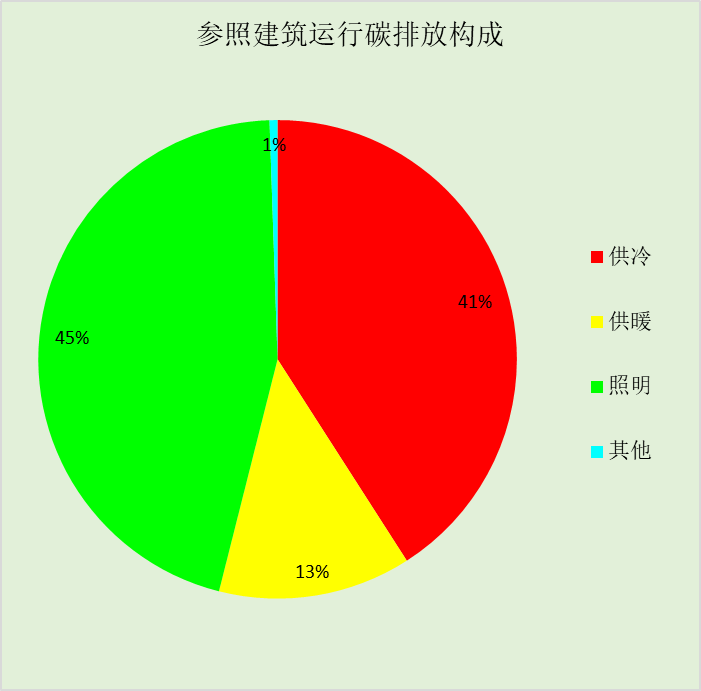 参照建筑运行碳排放构成
1%
41%
45%
13%
供冷
供暖
照明
其他